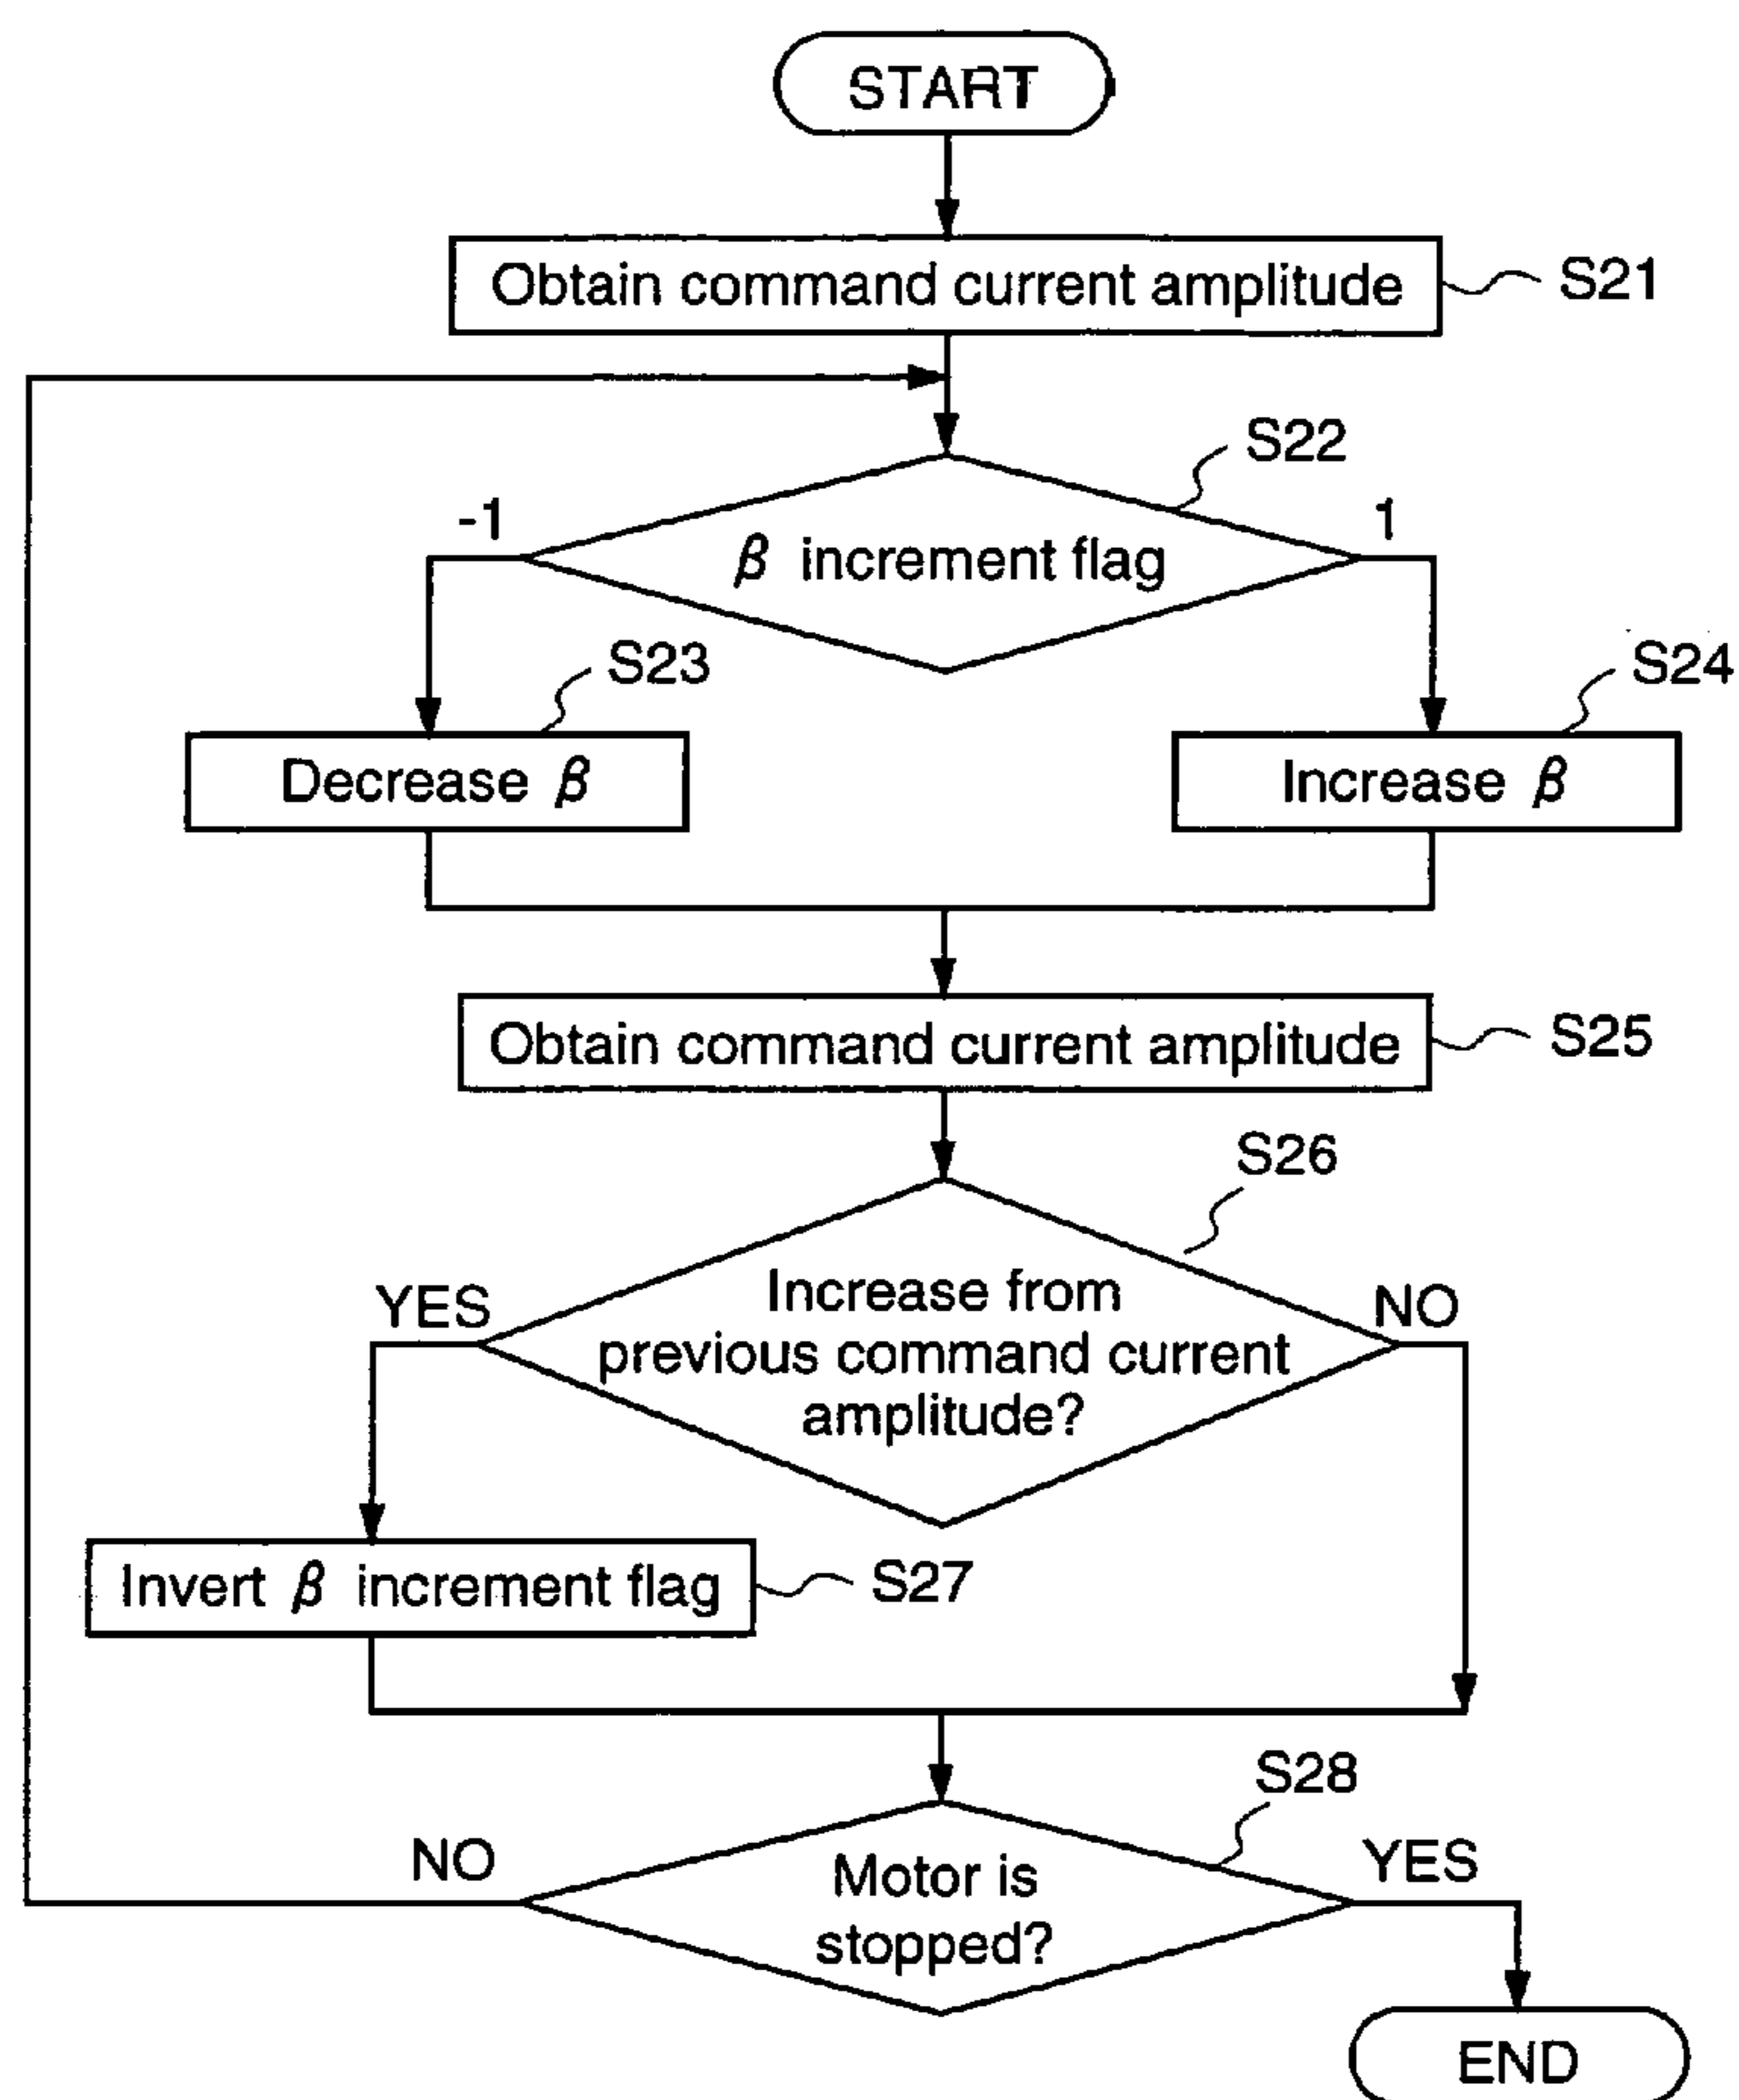 START
Obtain command current amplitude
S21
S22
-1
1
β increment flag
S23
S24
Decrease β
Increase β
Obtain command current amplitude
S25
S26
YES
NO
Increase from
previous command current
amplitude?
Invert β increment flag
S27
S28
NO
YES
Motor is
stopped?
END